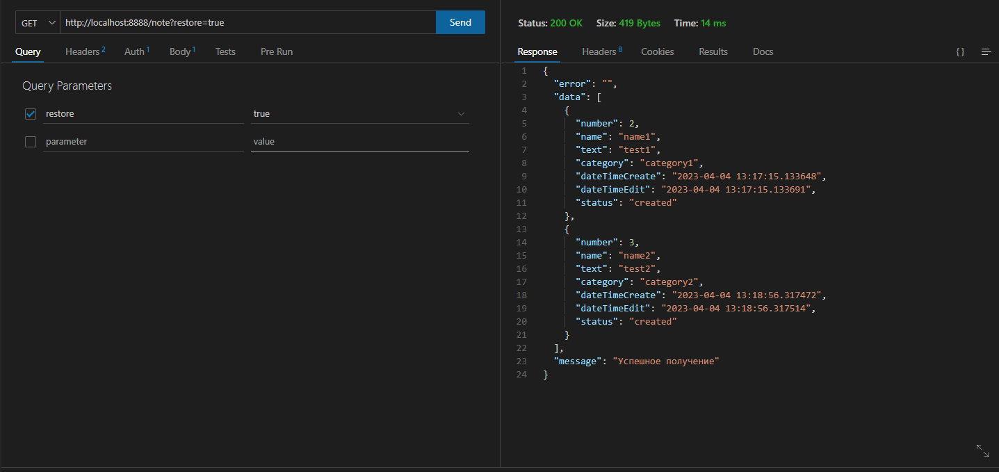 GET http://localhost:8888/note?restore=true Send
Query Headers 2 Auth 1 Body 1 Tests Pre Run
Query Parameters
restore true
parameter value
Status: 200 OK Size: 419 Bytes Time: 14 ms
Response Headers 8 Cookies Results Docs {}
1 {
2 "error": "",
3 "data": [
4 {
5 "number": 2,
6 "name": "name1",
7 "text": "test1",
8 "category": "category1",
9 "dateTimeCreate": "2023-04-04 13:17:15.133648",
10 "dateTimeEdit": "2023-04-04 13:17:15.133691",
11 "status": "created"
12 },
13 {
14 "number": 3,
15 "name": "name2",
16 "text": "test2",
17 "category": "category2",
18 "dateTimeCreate": "2023-04-04 13:18:56.317472",
19 "dateTimeEdit": "2023-04-04 13:18:56.317514",
20 "status": "created"
21 }
22 ],
23 "message": "Успешное получение"
24 }